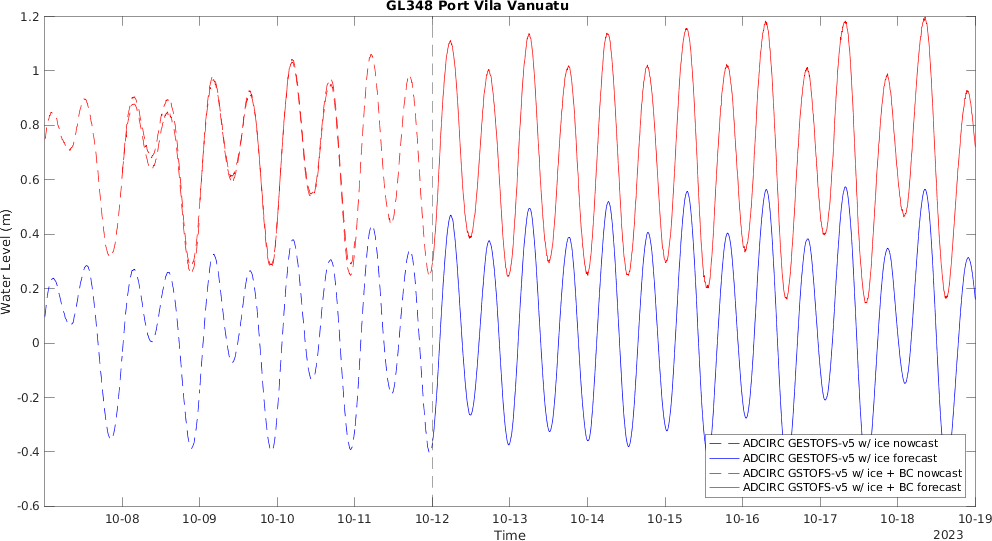 GL348 Port Vila Vanuatu
Water Level (m)
1.2
1
0.8
0.6
0.4
0.2
0
-0.2
-0.4
-0.6
ADCIRC GESTOFS-v5 w/ ice nowcast
ADCIRC GESTOFS-v5 w/ ice forecast
ADCIRC GSTOFS-v5 w/ ice + BC nowcast
ADCIRC GSTOFS-v5 w/ ice + BC forecast
10-08 10-09 10-10 10-11 10-12 10-13 10-14 10-15 10-16 10-17 10-18 10-19
Time
2023